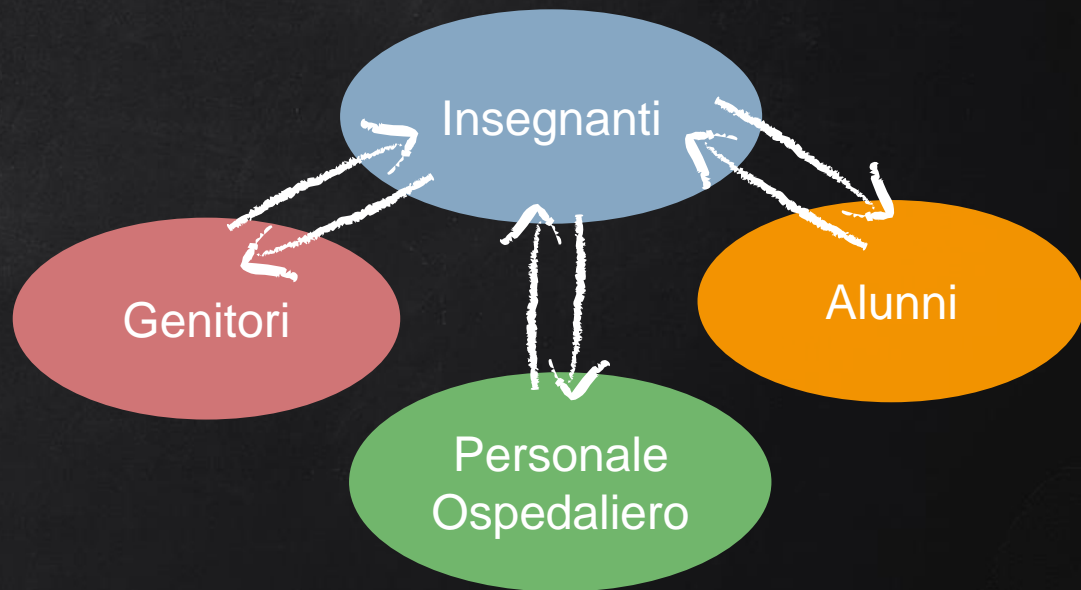 Insegnanti
Genitori
Alunni
Personale
Ospedaliero